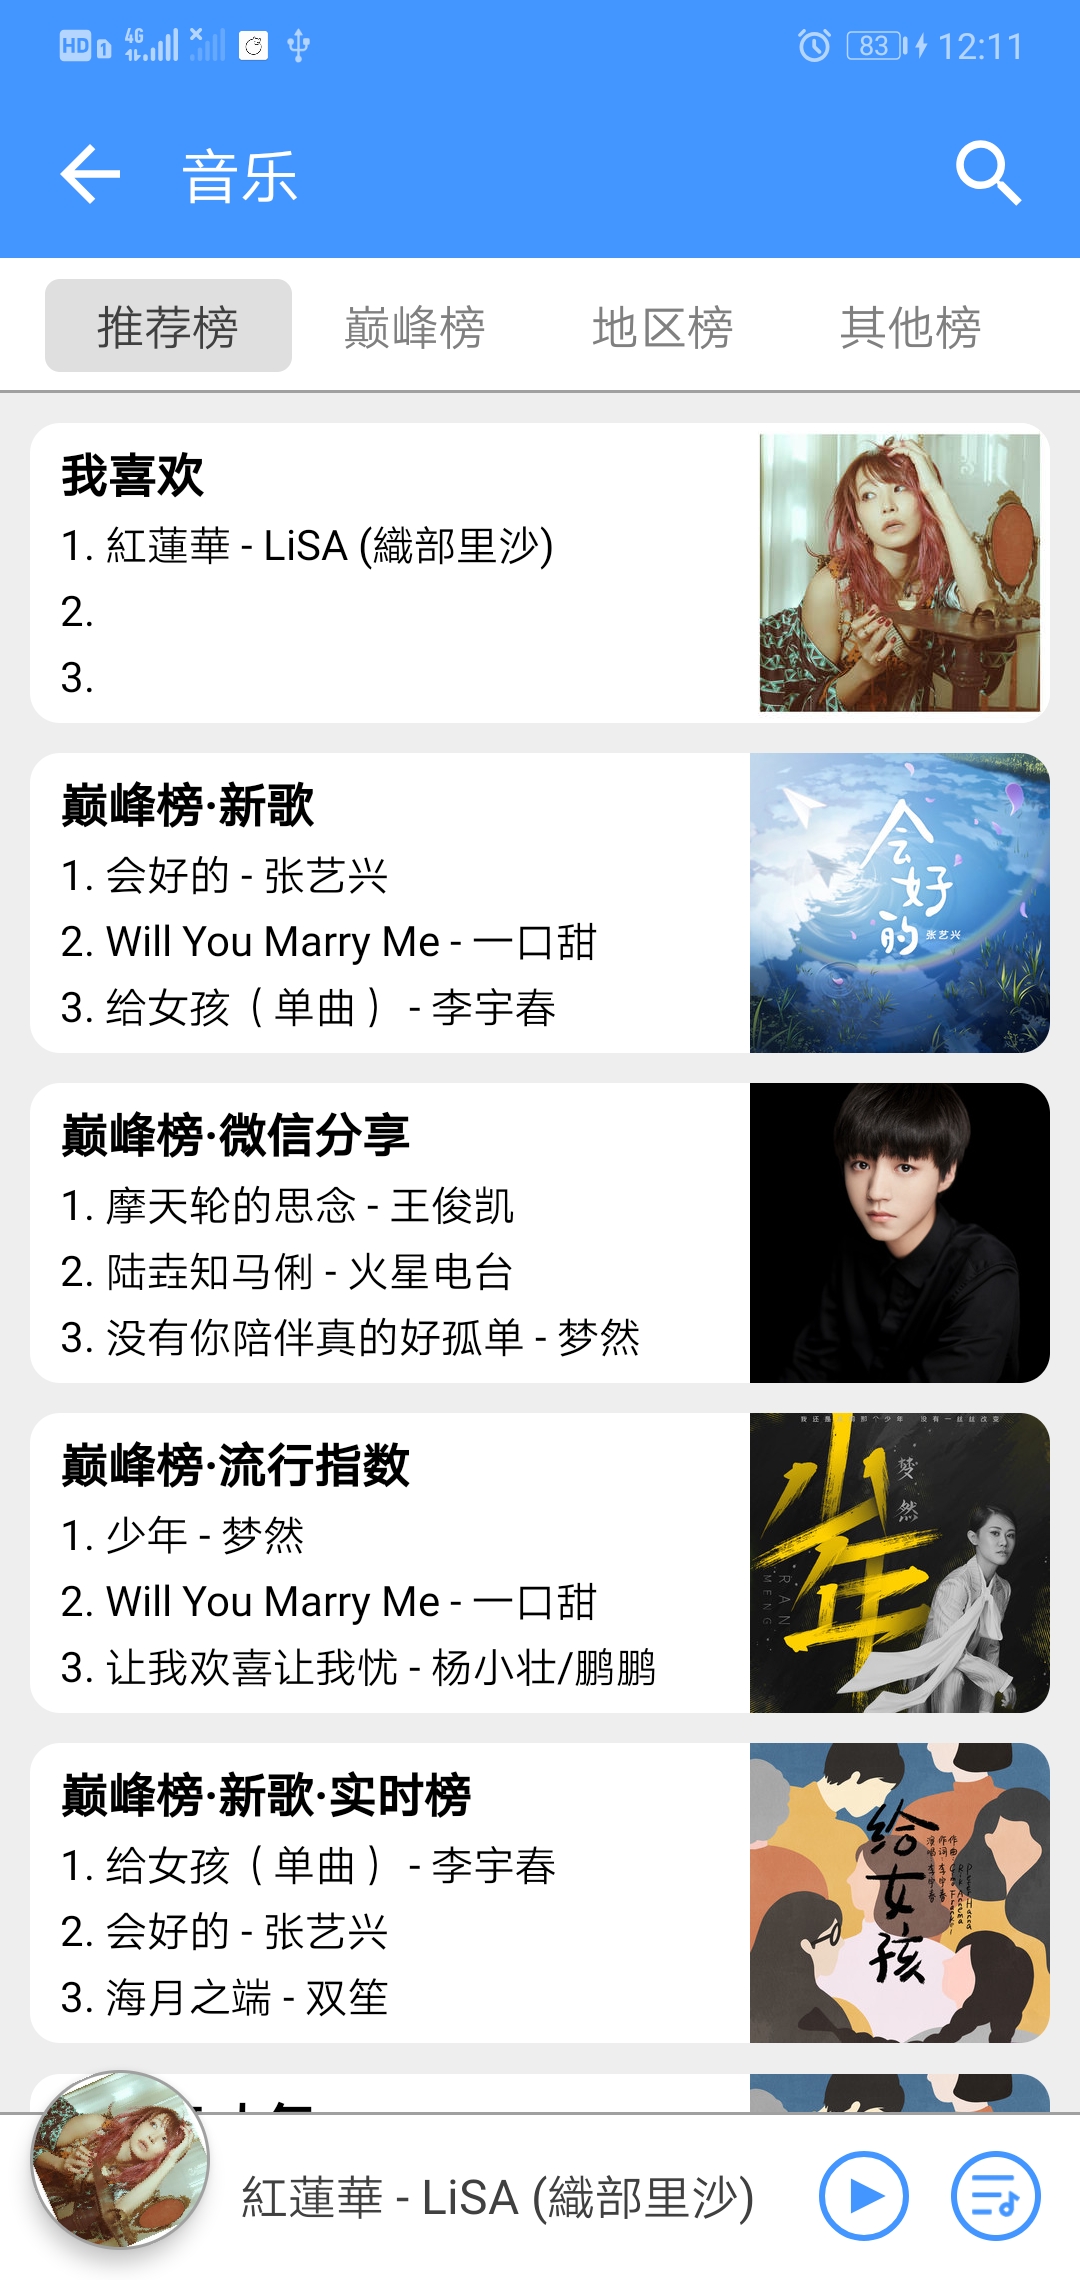 HD 1 4G 83 12:11
音乐
推荐榜 巅峰榜 地区榜 其他榜
我喜欢
1. 紅蓮華 - LiSA (織部里沙)
2.
3.
巅峰榜·新歌
1. 会好的 - 张艺兴
2. Will You Marry Me - 一口甜
3. 给女孩（单曲） - 李宇春
会好的
张艺兴
巅峰榜·微信分享
1. 摩天轮的思念 - 王俊凯
2. 陆垚知马俐 - 火星电台
3. 没有你陪伴真的好孤单 - 梦然
巅峰榜·流行指数
1. 少年 - 梦然
2. Will You Marry Me - 一口甜
3. 让我欢喜让我忧 - 杨小壮/鹏鹏
少年
梦然
RAN
MENG
巅峰榜·新歌·实时榜
1. 给女孩（单曲） - 李宇春
2. 会好的 - 张艺兴
3. 海月之端 - 双笙
给女孩
紅蓮華 - LiSA (織部里沙)